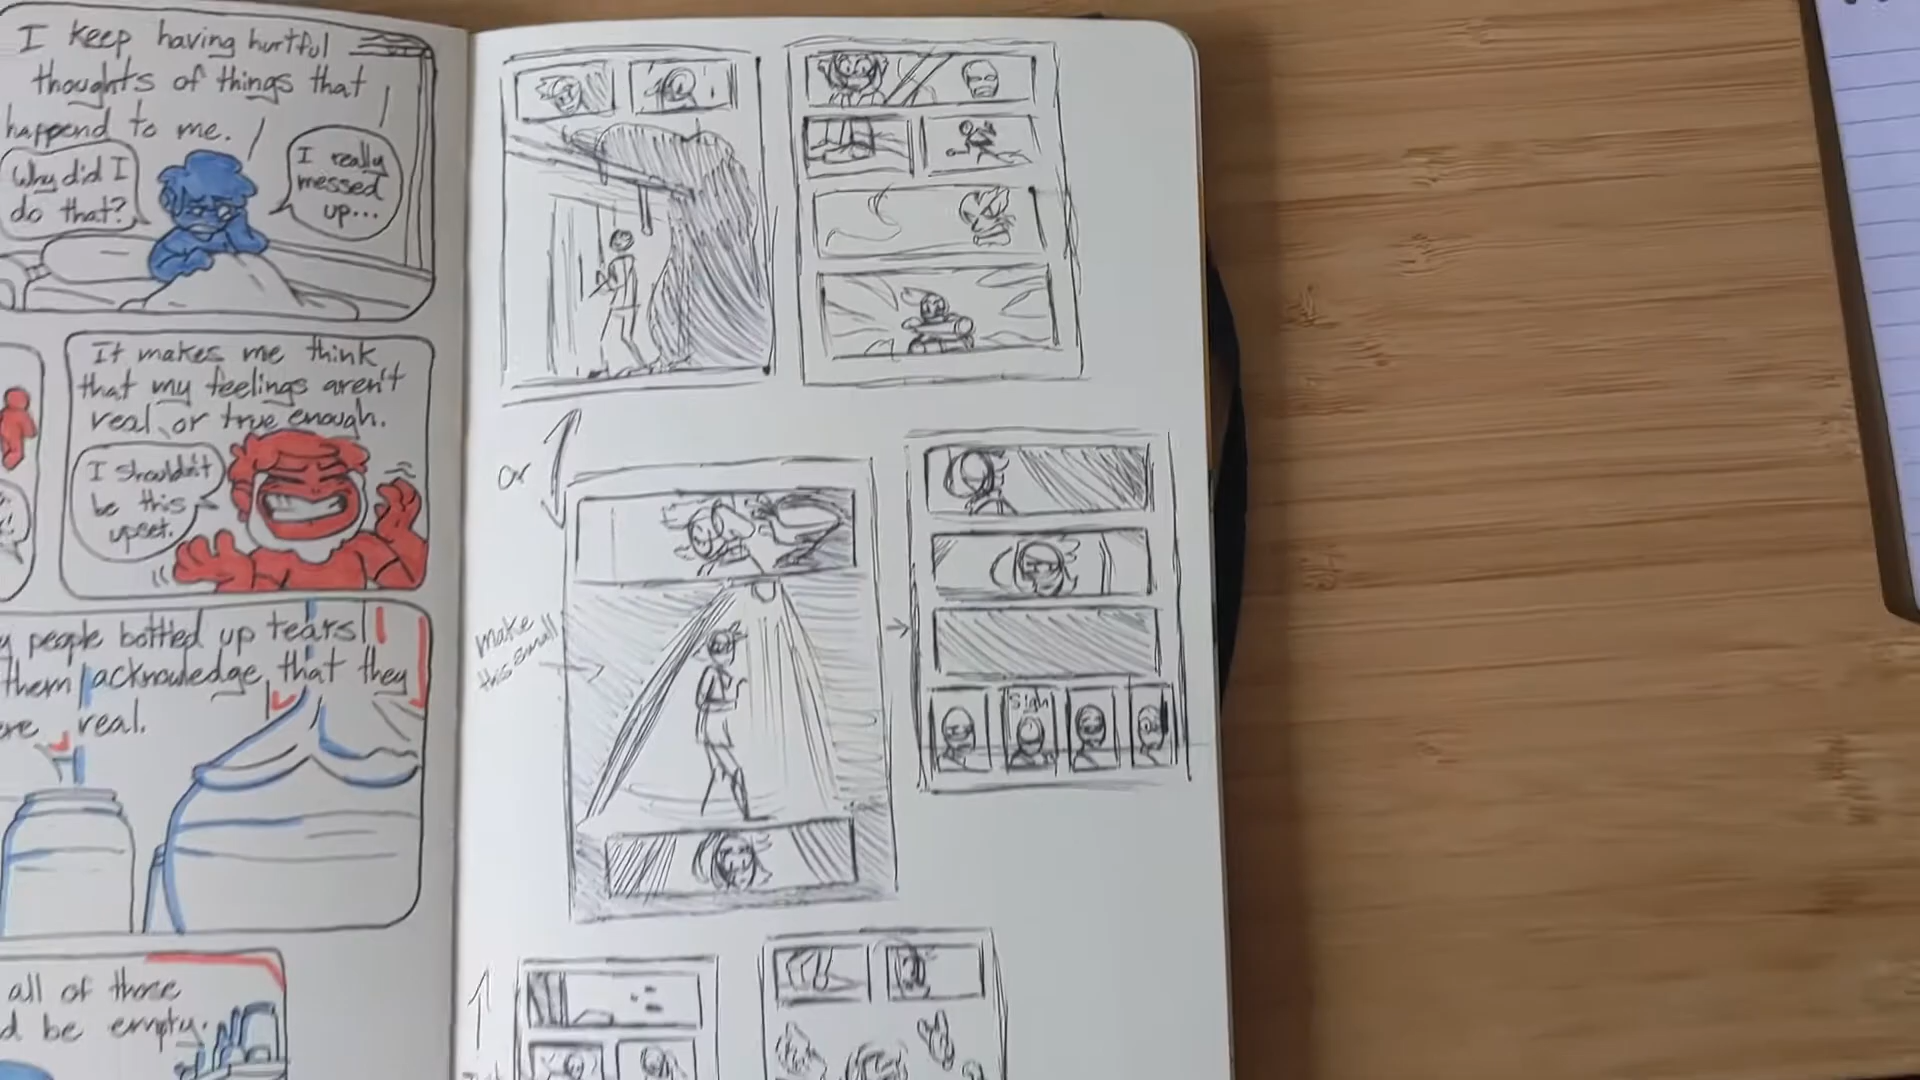 I keep having hurtful
thoughts of things that
happend to me.
Why did I
do that?
I really
messed
up...
It makes me think
that my feelings aren't
real, or true enough.
I shouldn't
be this
upset.
people bottled up tears
them acknowledge that they
real.
all of those
be empty.
or
make
this small
sigh